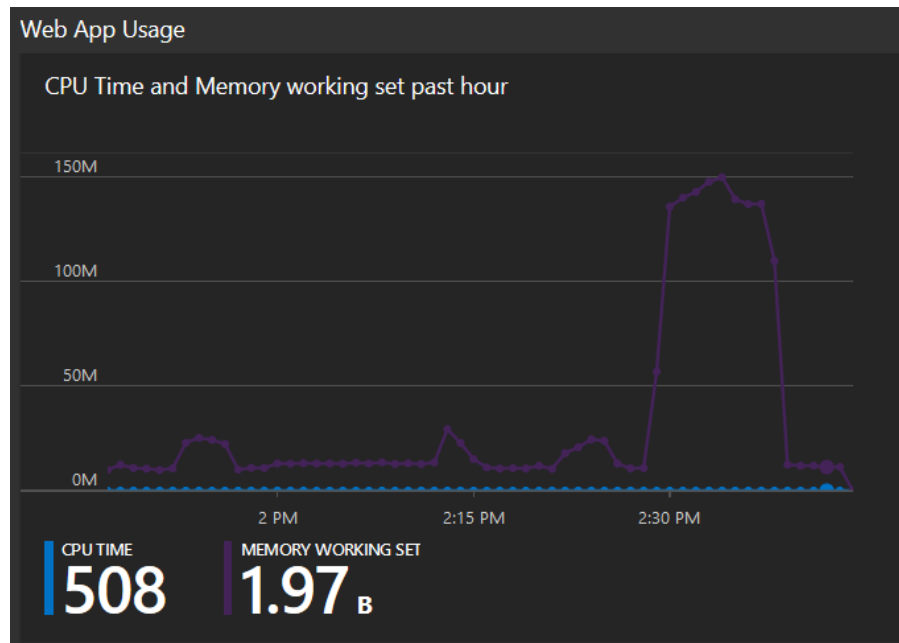 Web App Usage
CPU Time and Memory working set past hour
150M
100M
50M
0M
2 PM 2:15 PM 2:30 PM
CPU TIME MEMORY WORKING SET
508 1.97 B